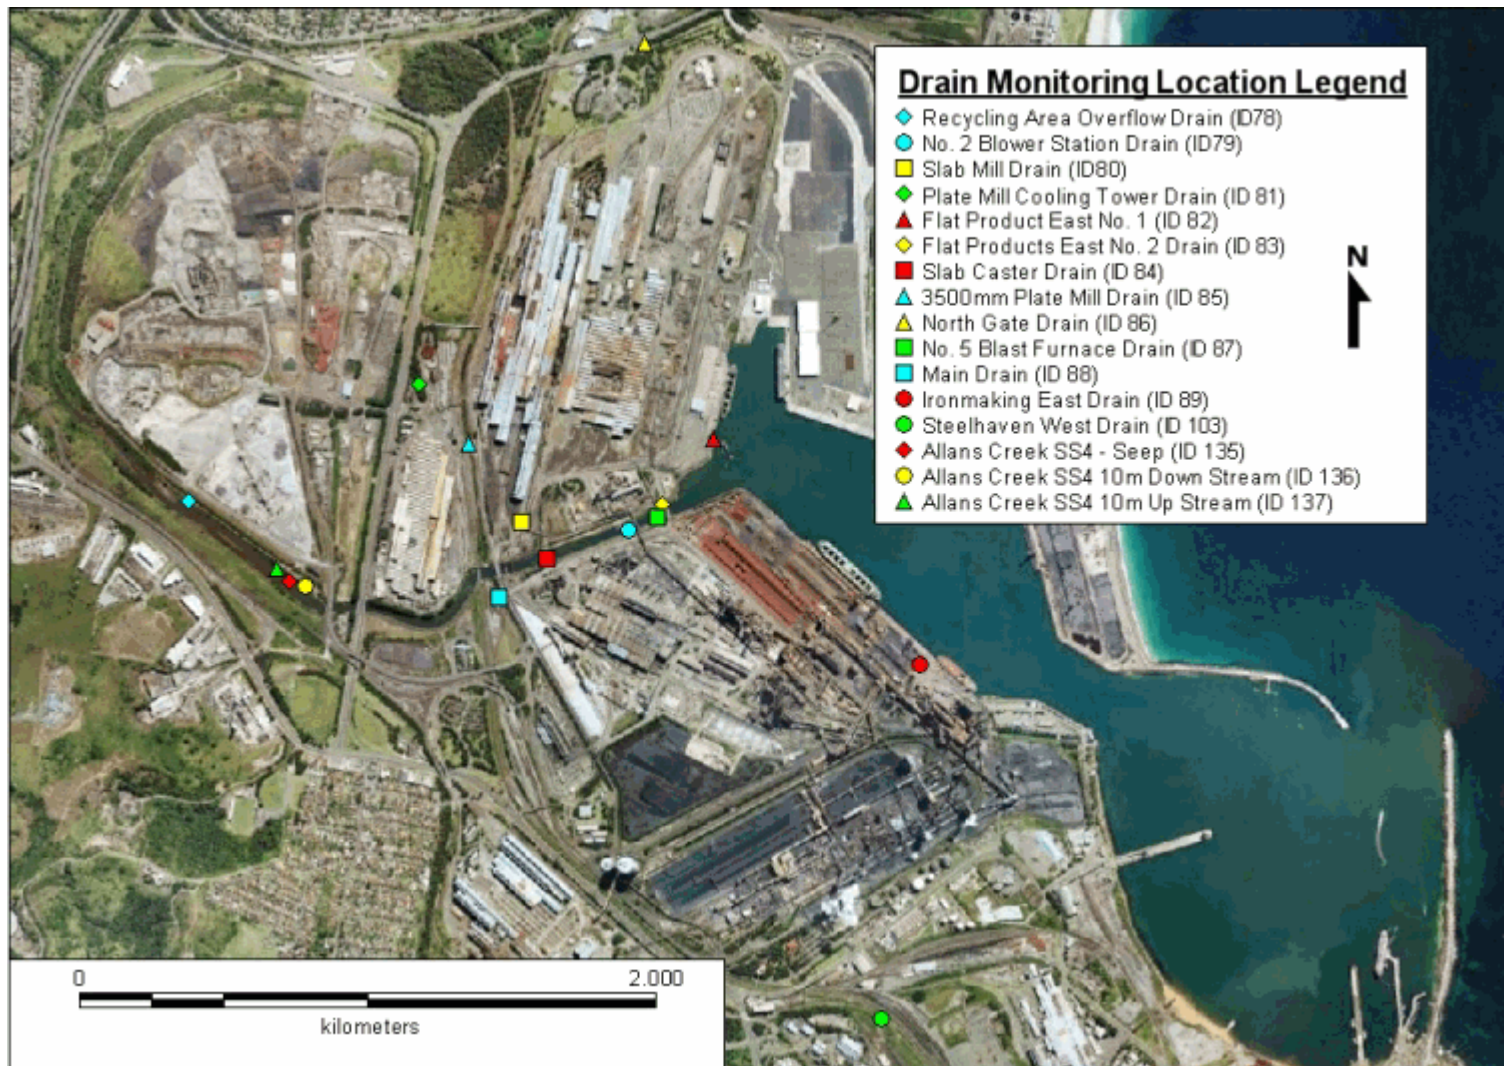 Drain Monitoring Location Legend
Recycling Area Overflow Drain (ID78)
No. 2 Blower Station Drain (ID79)
Slab Mill Drain (ID80)
Plate Mill Cooling Tower Drain (ID 81)
Flat Product East No. 1 (ID 82)
Flat Products East No. 2 Drain (ID 83)
Slab Caster Drain (ID 84)
3500mm Plate Mill Drain (ID 85)
North Gate Drain (ID 86)
No. 5 Blast Furnace Drain (ID 87)
Main Drain (ID 88)
Ironmaking East Drain (ID 89)
Steelhaven West Drain (ID 103)
Allans Creek SS4 - Seep (ID 135)
Allans Creek SS4 10m Down Stream (ID 136)
Allans Creek SS4 10m Up Stream (ID 137)
N
0 2.000
kilometers